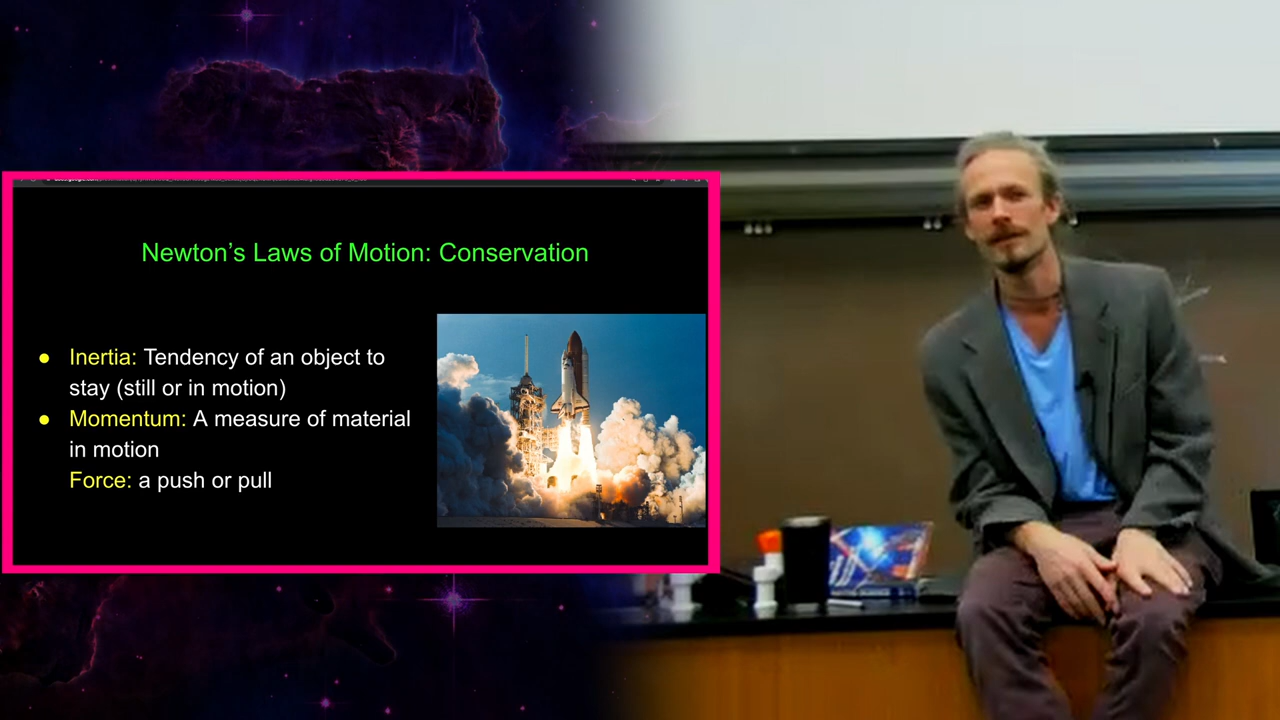 Newton’s Laws of Motion: Conservation
● Inertia: Tendency of an object to
stay (still or in motion)
● Momentum: A measure of material
in motion
Force: a push or pull